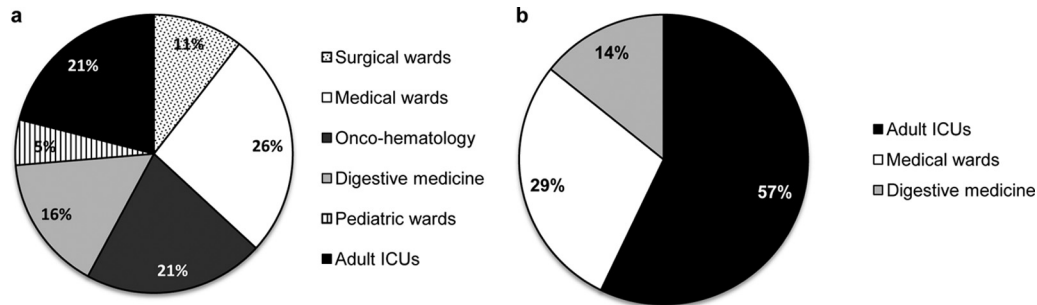 a
11%
26%
21%
16%
5%
21%
Surgical wards
Medical wards
Onco-hematology
Digestive medicine
Pediatric wards
Adult ICUs
b
14%
29%
57%
Adult ICUs
Medical wards
Digestive medicine